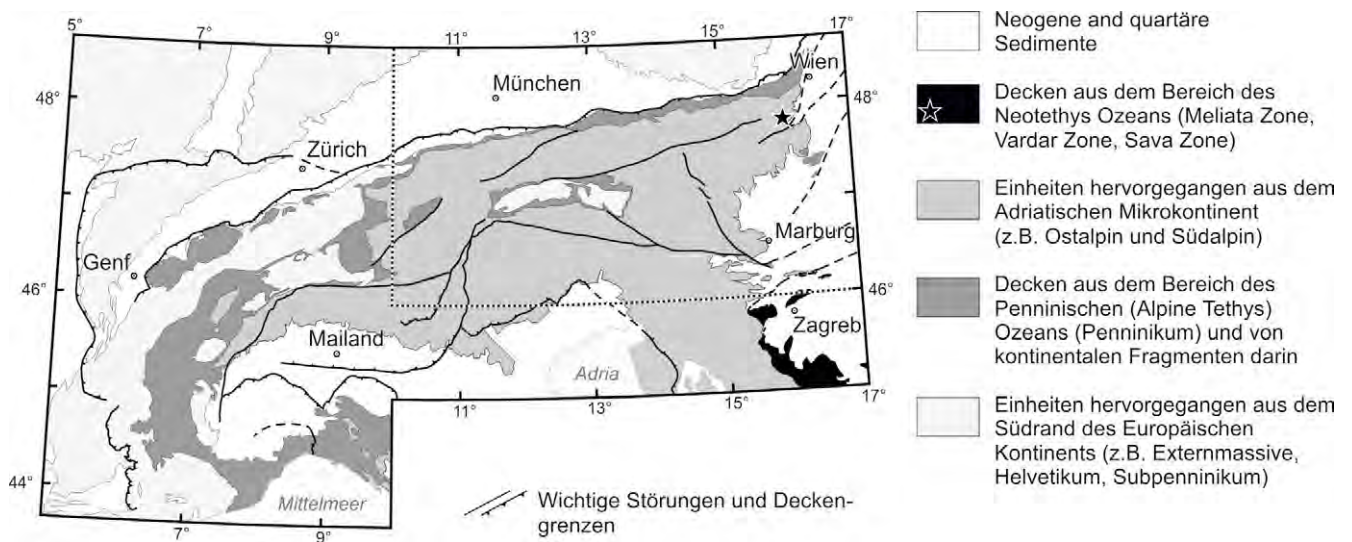 5°
7°
9°
11°
13°
15°
17°
Wien
München
48°
48°
Zürich
Marburg
Genf
46°
46°
Zagreb
Mailand
Adria
11°
13°
15°
17°
44°
Mittelmeer
7°
9°
Wichtige Störungen und Decken-
grenzen
Neogene and quartäre
Sedimente
Decken aus dem Bereich des
Neotethys Ozeans (Meliata Zone,
Vardar Zone, Sava Zone)
Einheiten hervorgegangen aus dem
Adriatischen Mikrokontinent
(z.B. Ostalpin und Südalpin)
Decken aus dem Bereich des
Penninischen (Alpine Tethys)
Ozeans (Penninikum) und von
kontinentalen Fragmenten darin
Einheiten hervorgegangen aus dem
Südrand des Europäischen
Kontinents (z.B. Externmassive,
Helvetikum, Subpenninikum)